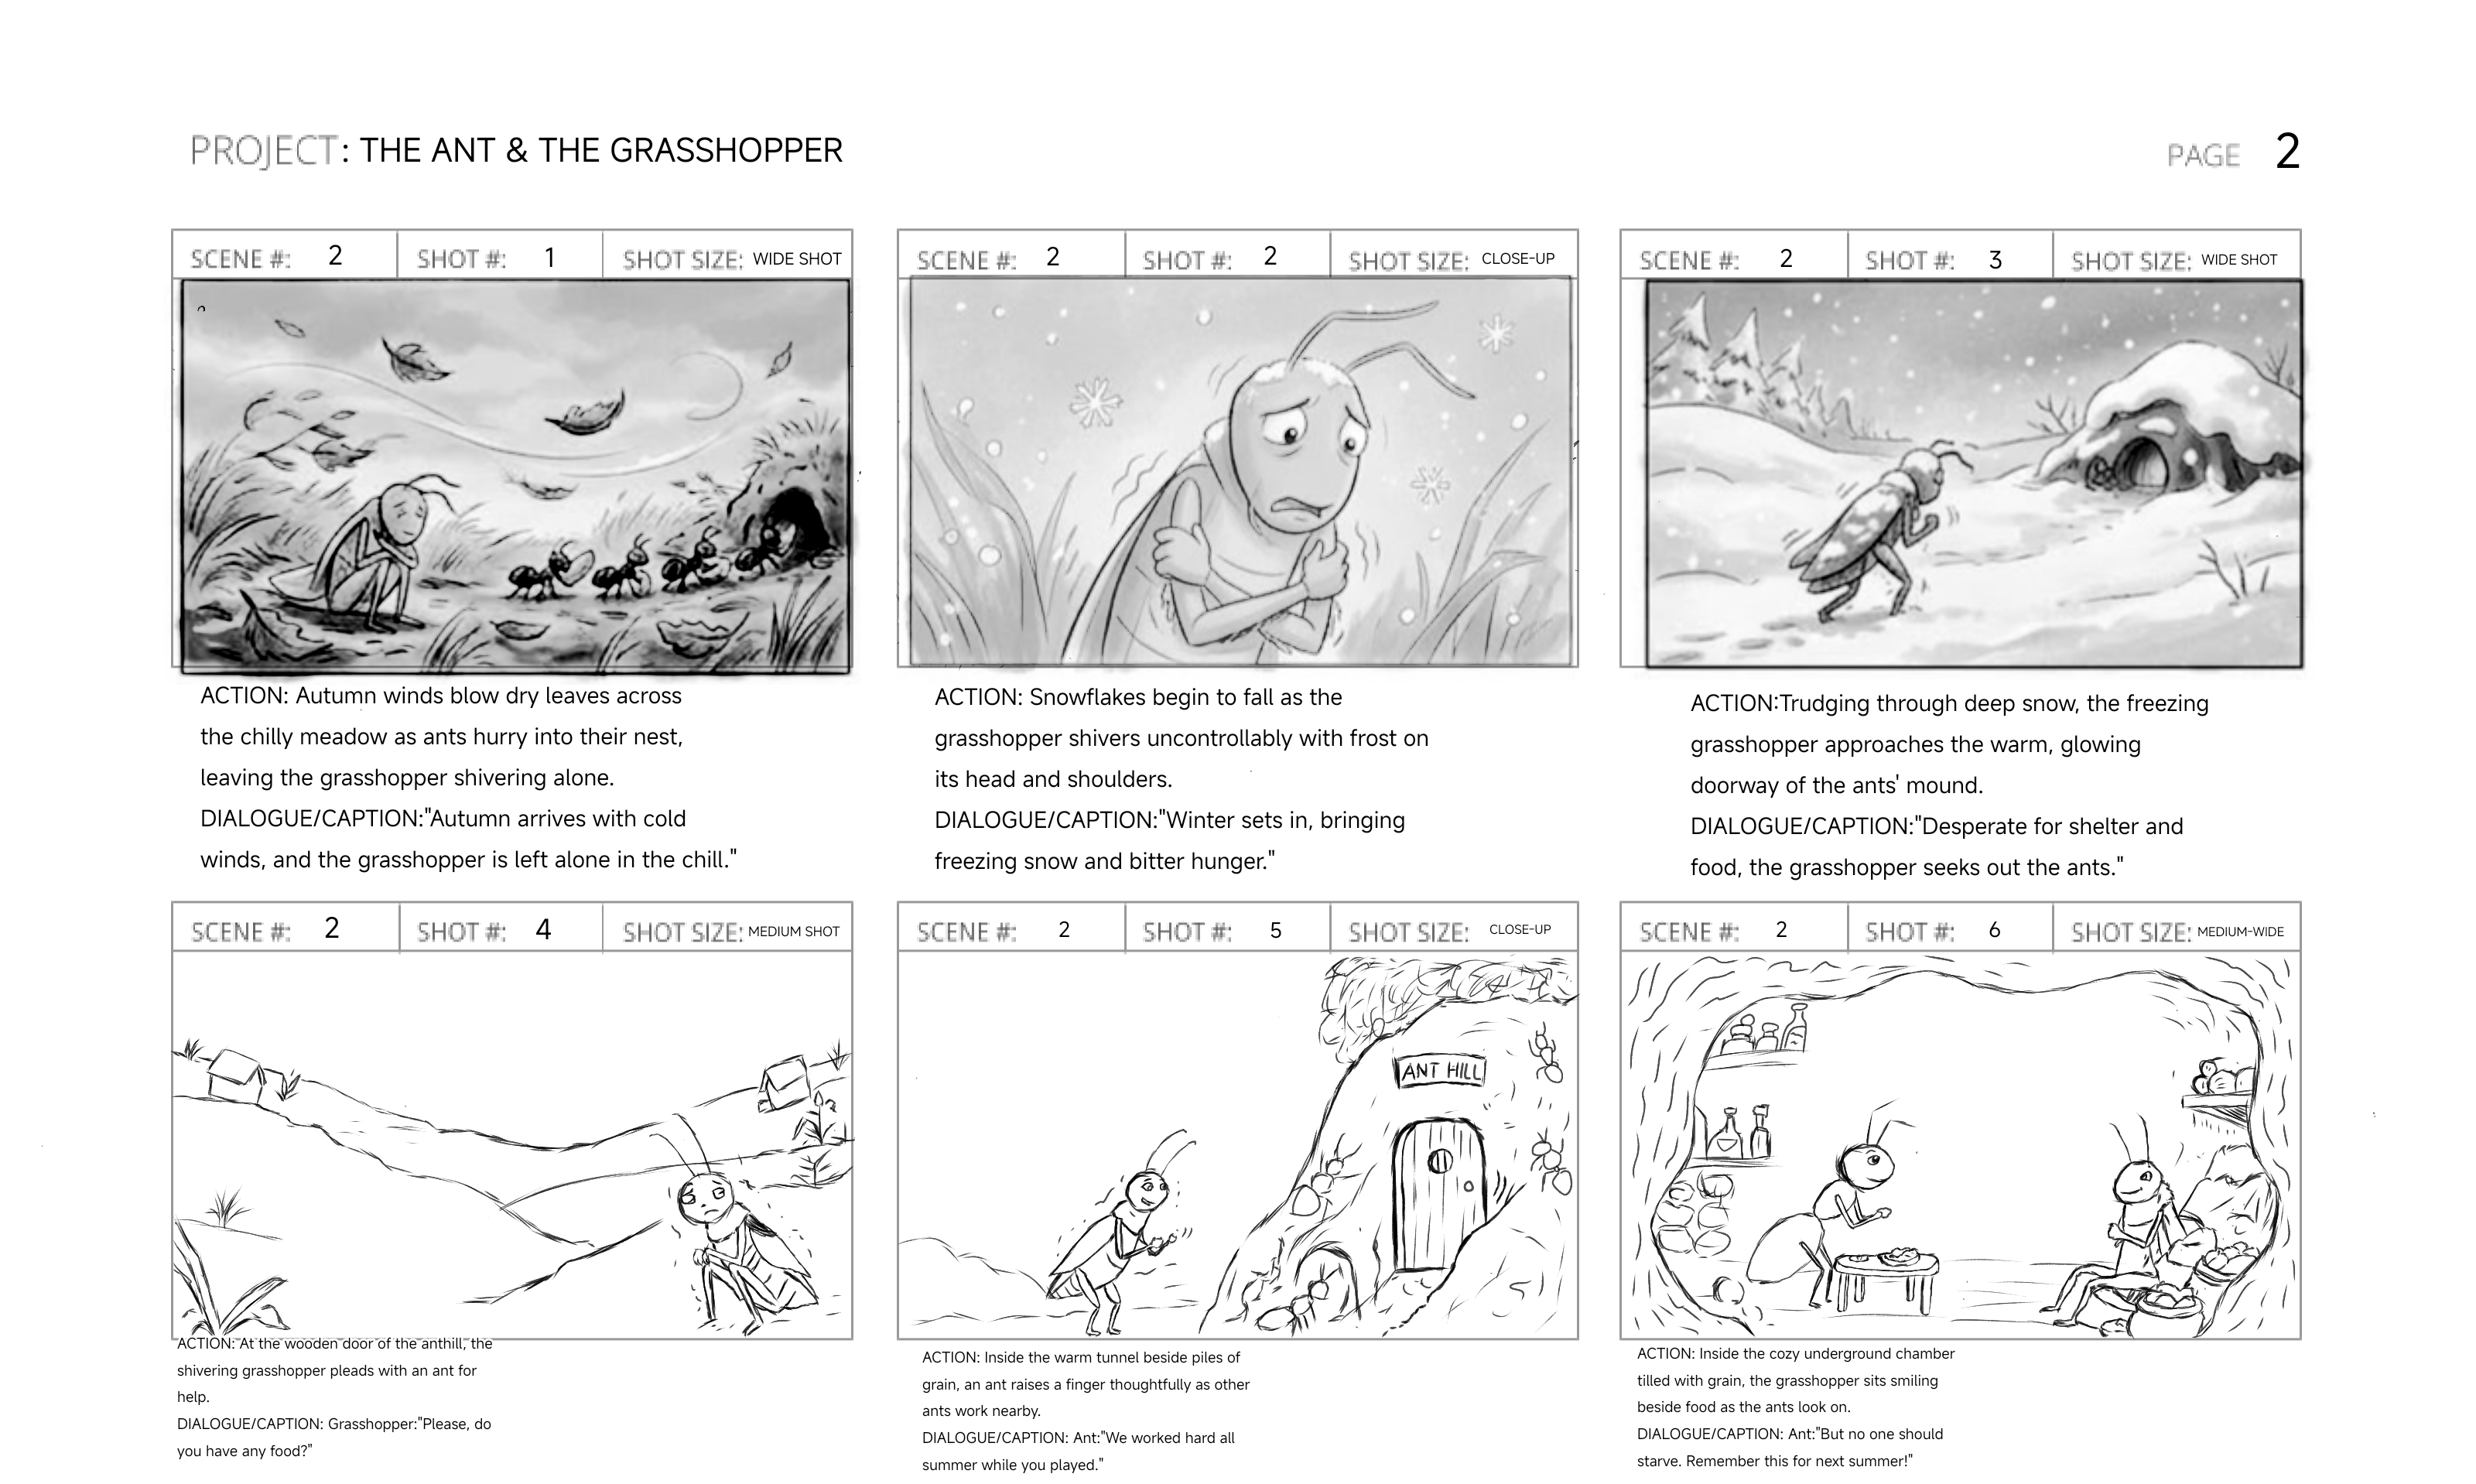 PROJECT: THE ANT & THE GRASSHOPPER
PAGE 2
SCENE #: 2 SHOT #: 1 SHOT SIZE: WIDE SHOT
ACTION: Autumn winds blow dry leaves across
the chilly meadow as ants hurry into their nest,
leaving the grasshopper shivering alone.
DIALOGUE/CAPTION:"Autumn arrives with cold
winds, and the grasshopper is left alone in the chill."
SCENE #: 2 SHOT #: 2 SHOT SIZE: CLOSE-UP
ACTION: Snowflakes begin to fall as the
grasshopper shivers uncontrollably with frost on
its head and shoulders.
DIALOGUE/CAPTION:"Winter sets in, bringing
freezing snow and bitter hunger."
SCENE #: 2 SHOT #: 3 SHOT SIZE: WIDE SHOT
ACTION:Trudging through deep snow, the freezing
grasshopper approaches the warm, glowing
doorway of the ants' mound.
DIALOGUE/CAPTION:"Desperate for shelter and
food, the grasshopper seeks out the ants."
SCENE #: 2 SHOT #: 4 SHOT SIZE: MEDIUM SHOT
ACTION: At the wooden door of the anthill, the
shivering grasshopper pleads with an ant for
help.
DIALOGUE/CAPTION: Grasshopper:"Please, do
you have any food?"
SCENE #: 2 SHOT #: 5 SHOT SIZE: CLOSE-UP
ANT HILL
ACTION: Inside the warm tunnel beside piles of
grain, an ant raises a finger thoughtfully as other
ants work nearby.
DIALOGUE/CAPTION: Ant:"We worked hard all
summer while you played."
SCENE #: 2 SHOT #: 6 SHOT SIZE: MEDIUM-WIDE
ACTION: Inside the cozy underground chamber
tilled with grain, the grasshopper sits smiling
beside food as the ants look on.
DIALOGUE/CAPTION: Ant:"But no one should
starve. Remember this for next summer!"